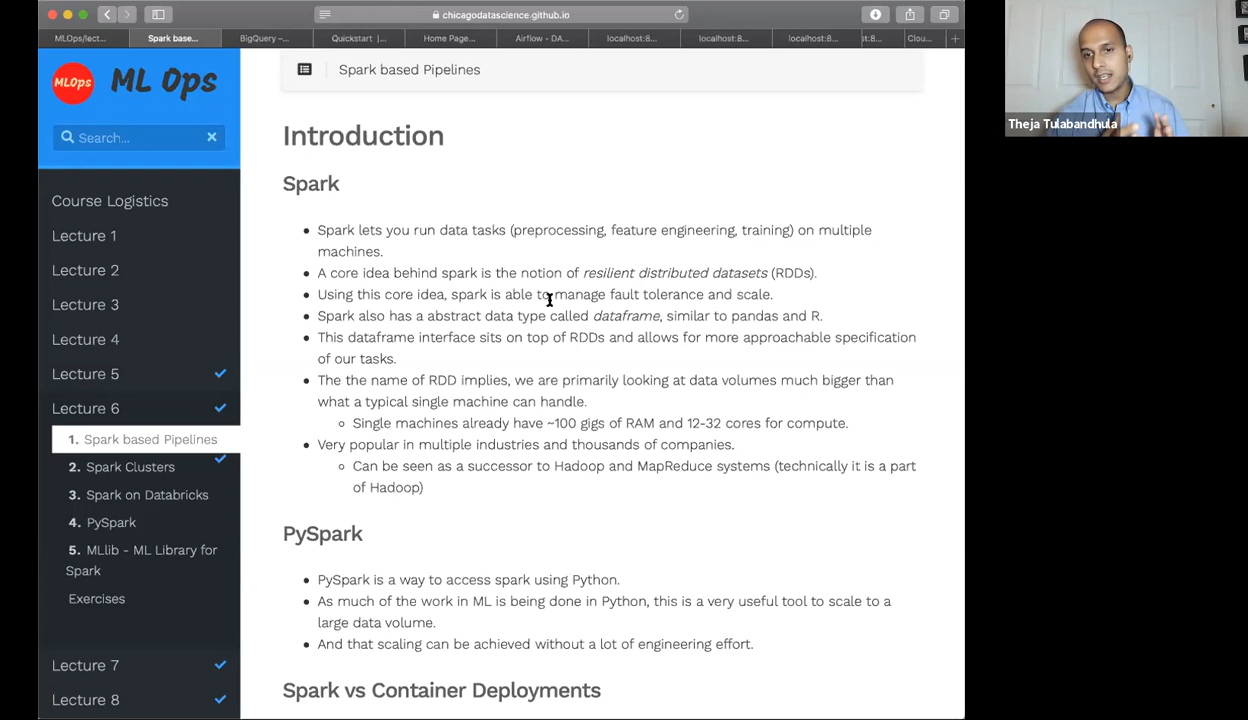 chicagodatascience.github.io
MLOps/lect...
Spark base...
BigQuery –...
Quickstart |...
Home Page...
Airflow - DA...
localhost:8...
localhost:8...
localhost:8...
st:8...
Clou...
MLOps
ML Ops
Search...
Course Logistics
Lecture 1
Lecture 2
Lecture 3
Lecture 4
Lecture 5
Lecture 6
1. Spark based Pipelines
2. Spark Clusters
3. Spark on Databricks
4. PySpark
5. MLlib - ML Library for
Spark
Exercises
Lecture 7
Lecture 8
Spark based Pipelines
Introduction
Spark
Spark lets you run data tasks (preprocessing, feature engineering, training) on multiple
machines.
A core idea behind spark is the notion of resilient distributed datasets (RDDs).
Using this core idea, spark is able to manage fault tolerance and scale.
Spark also has a abstract data type called dataframe, similar to pandas and R.
This dataframe interface sits on top of RDDs and allows for more approachable specification
of our tasks.
The the name of RDD implies, we are primarily looking at data volumes much bigger than
what a typical single machine can handle.
Single machines already have ~100 gigs of RAM and 12-32 cores for compute.
Very popular in multiple industries and thousands of companies.
Can be seen as a successor to Hadoop and MapReduce systems (technically it is a part
of Hadoop)
PySpark
PySpark is a way to access spark using Python.
As much of the work in ML is being done in Python, this is a very useful tool to scale to a
large data volume.
And that scaling can be achieved without a lot of engineering effort.
Spark vs Container Deployments
Theja Tulabandhula